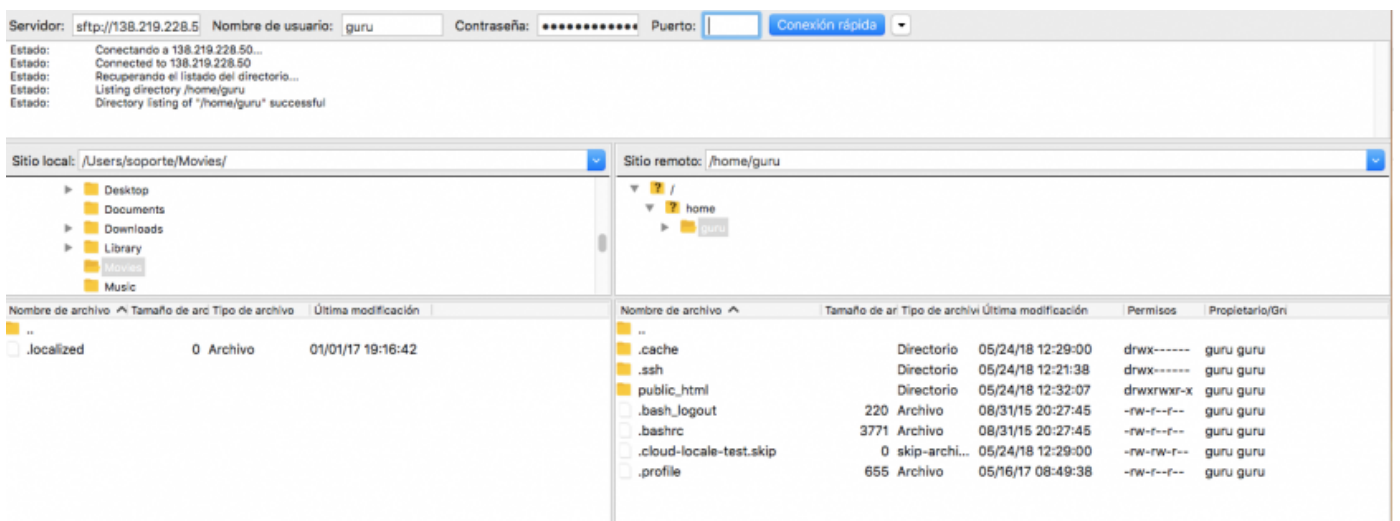 Servidor: sftp://138.219.228.5 Nombre de usuario: guru Contraseña: ●●●●●●●●●●●●● Puerto: Conexión rápida
Estado: Conectando a 138.219.228.50...
Estado: Connected to 138.219.228.50
Estado: Recuperando el listado del directorio...
Estado: Listing directory /home/guru
Estado: Directory listing of "/home/guru" successful
Sitio local: /Users/soporte/Movies/
Desktop
Documents
Downloads
Library
Movies
Music
Sitio remoto: /home/guru
/
home
guru
Nombre de archivo Tamaño de arc Tipo de archivo Última modificación
..
.localized 0 Archivo 01/01/17 19:16:42
Nombre de archivo Tamaño de ar Tipo de archiv Última modificación Permisos Propietario/Gru
..
.cache Directorio 05/24/18 12:29:00 drwx------ guru guru
.ssh Directorio 05/24/18 12:21:38 drwx------ guru guru
public_html Directorio 05/24/18 12:32:07 drwxrwxr-x guru guru
.bash_logout 220 Archivo 08/31/15 20:27:45 -rw-r--r-- guru guru
.bashrc 3771 Archivo 08/31/15 20:27:45 -rw-r--r-- guru guru
.cloud-locale-test.skip 0 skip-archi... 05/24/18 12:29:00 -rw-rw-r-- guru guru
.profile 655 Archivo 05/16/17 08:49:38 -rw-r--r-- guru guru